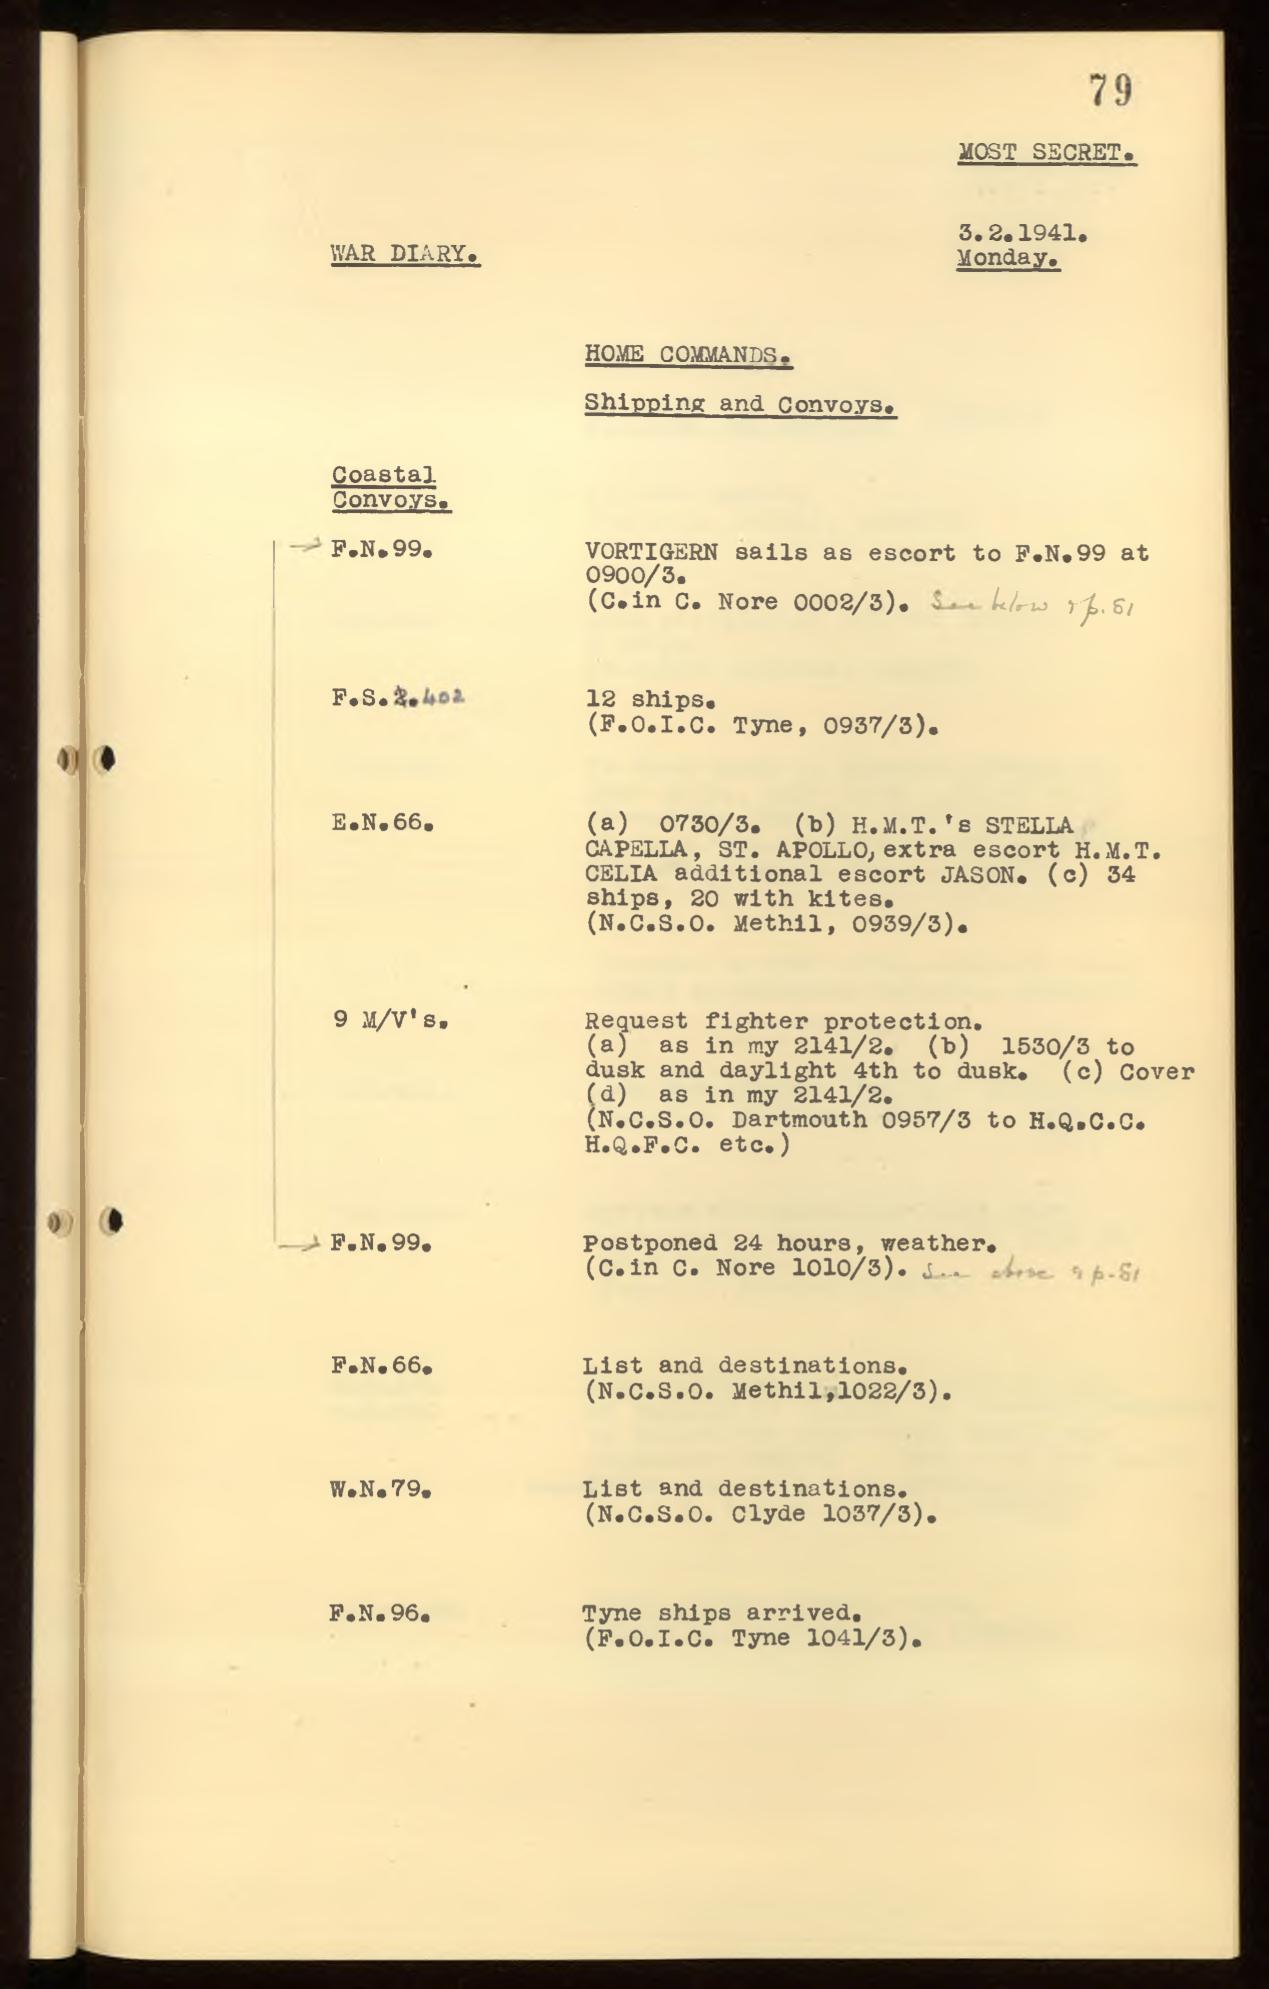 79
MOST SECRET.
3.2.1941.
Monday.
WAR DIARY.
HOME COMMANDS.
Shipping and Convoys.
Coastal
Convoys.
F.N.99.
VORTIGERN sails as escort to F.N.99 at
0900/3.
(C.in C. Nore 0002/3). See below & p. 81
F.S.2.402
12 ships.
(F.O.I.C. Tyne, 0937/3).
E.N.66.
(a) 0730/3. (b) H.M.T.'s STELLA
CAPELLA, ST. APOLLO, extra escort H.M.T.
CELIA additional escort JASON. (c) 34
ships, 20 with kites.
(N.C.S.O. Methil, 0939/3).
9 M/V's.
Request fighter protection.
(a) as in my 2141/2. (b) 1530/3 to
dusk and daylight 4th to dusk. (c) Cover
(d) as in my 2141/2.
(N.C.S.O. Dartmouth 0957/3 to H.Q.C.C.
H.Q.F.C. etc.)
F.N.99.
Postponed 24 hours, weather.
(C.in C. Nore 1010/3). See above & p. 81
F.N.66.
List and destinations.
(N.C.S.O. Methil,1022/3).
W.N.79.
List and destinations.
(N.C.S.O. Clyde 1037/3).
F.N.96.
Tyne ships arrived.
(F.O.I.C. Tyne 1041/3).